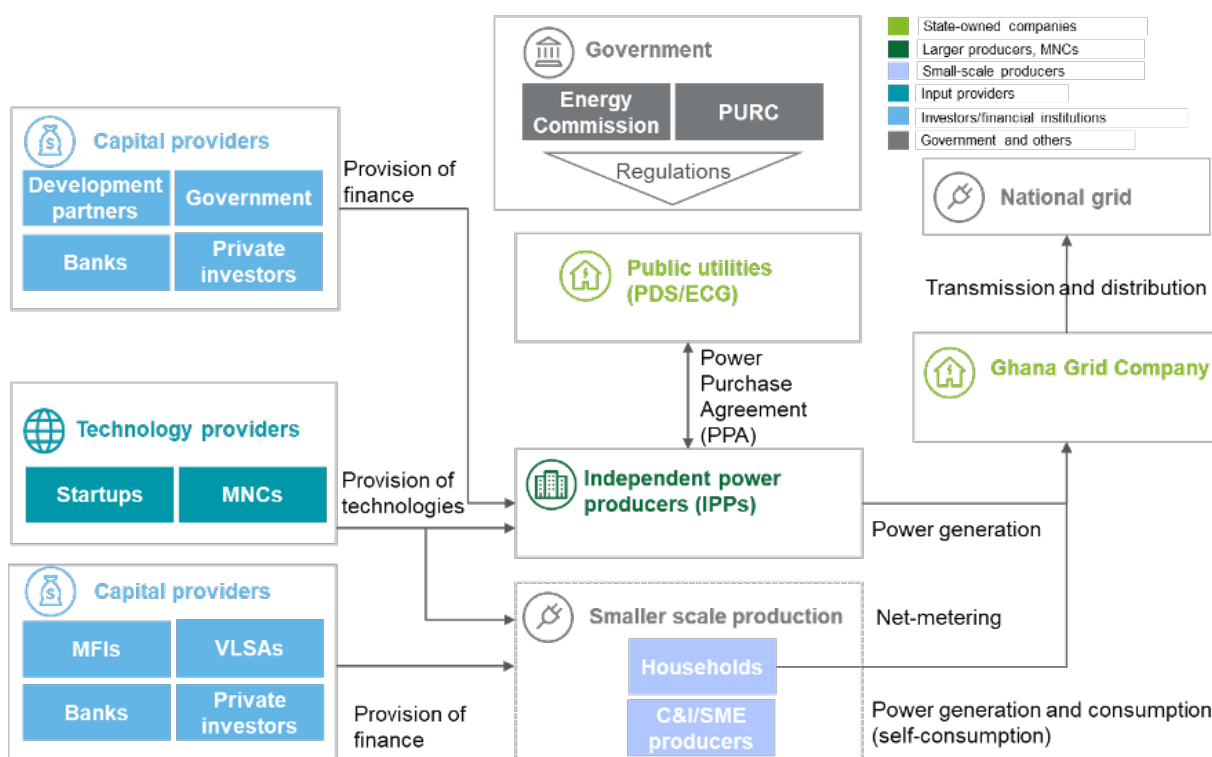 Government
Energy
Commission
PURC
Regulations
State-owned companies
Larger producers, MNCs
Small-scale producers
Input providers
Investors/financial institutions
Government and others
Capital providers
Development
partners
Government
Banks
Private
investors
Provision of
finance
National grid
Public utilities
(PDS/ECG)
Transmission and distribution
Ghana Grid Company
Power
Purchase
Agreement
(PPA)
Technology providers
Startups
MNCs
Provision of
technologies
Independent power
producers (IPPs)
Power generation
Capital providers
MFIs
VLSAs
Banks
Private
investors
Provision of
finance
Smaller scale production
Households
C&I/SME
producers
Net-metering
Power generation and consumption
(self-consumption)